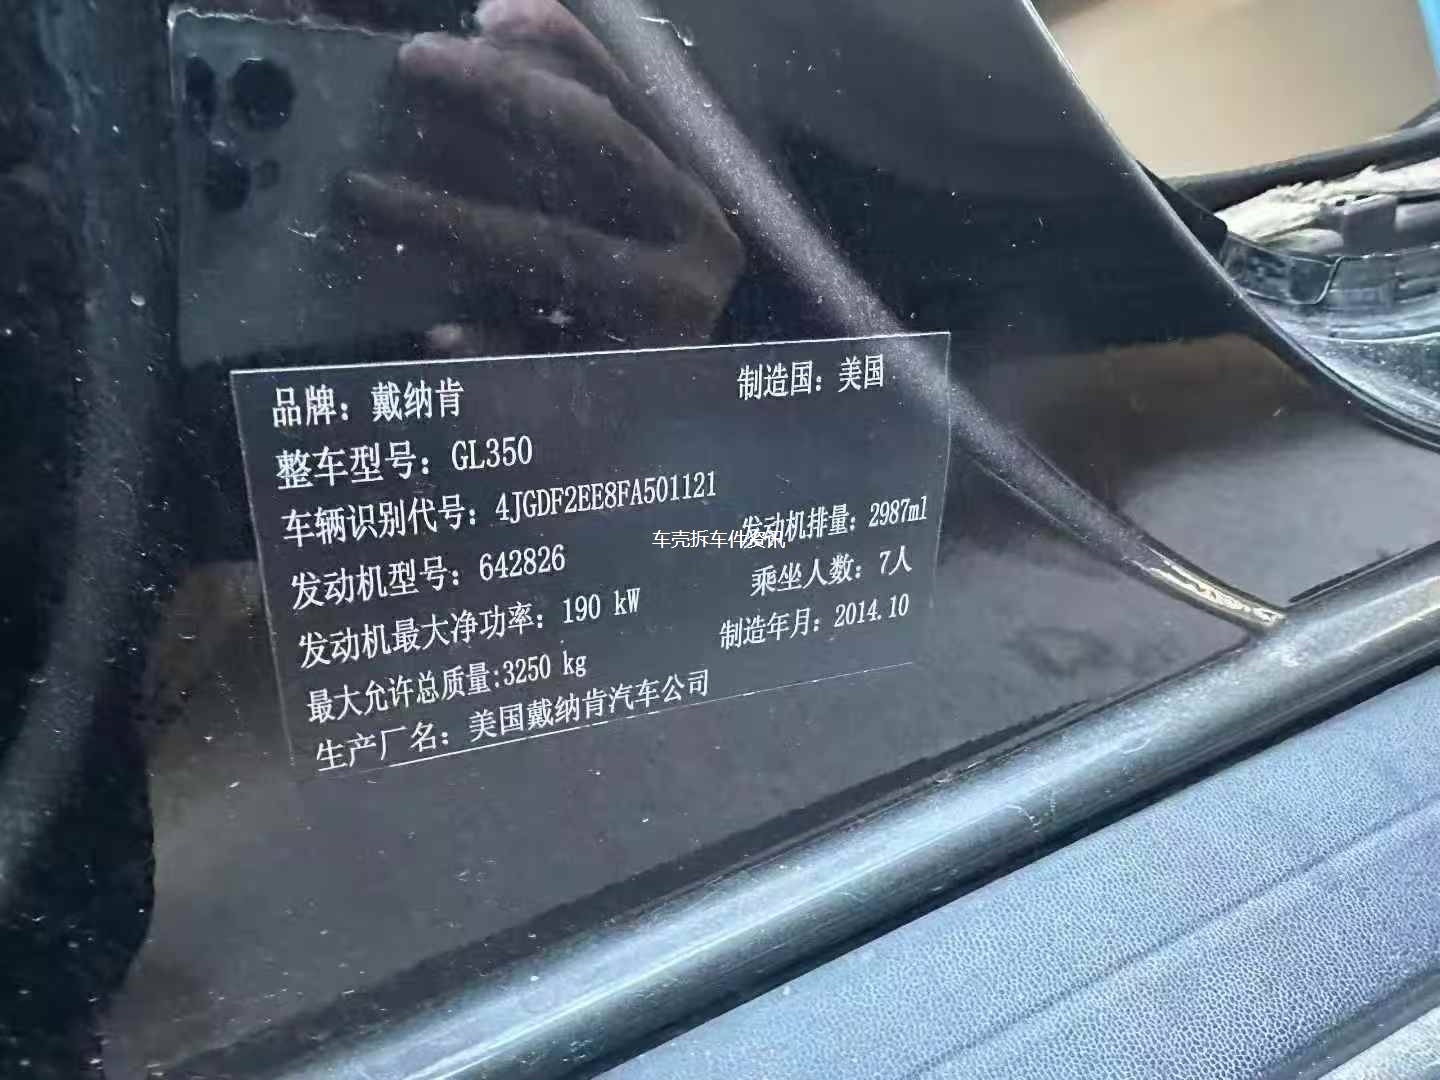 品牌：戴纳肯 制造国：美国
整车型号：GL350
车辆识别代号：4JGDF2EE8FA501121
发动机型号：642826 发动机排量：2987ml
发动机最大净功率：190 kW 乘坐人数：7人
最大允许总质量:3250 kg 制造年月：2014.10
生产厂名：美国戴纳肯汽车公司
车壳拆车件资讯